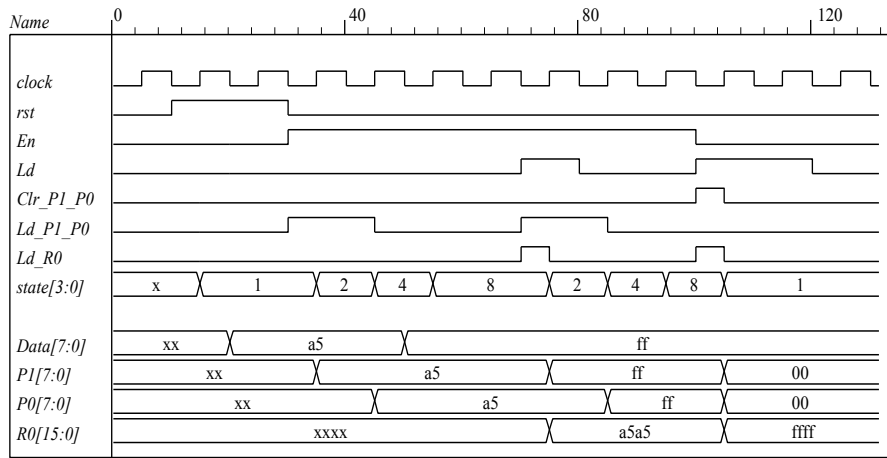 Name 0 40 80 120
clock
rst
En
Ld
Clr_P1_P0
Ld_P1_P0
Ld_R0
state[3:0] x 1 2 4 8 2 4 8 1
Data[7:0] xx a5 ff
P1[7:0] xx a5 ff 00
P0[7:0] xx a5 ff 00
R0[15:0] xxxx a5a5 ffff